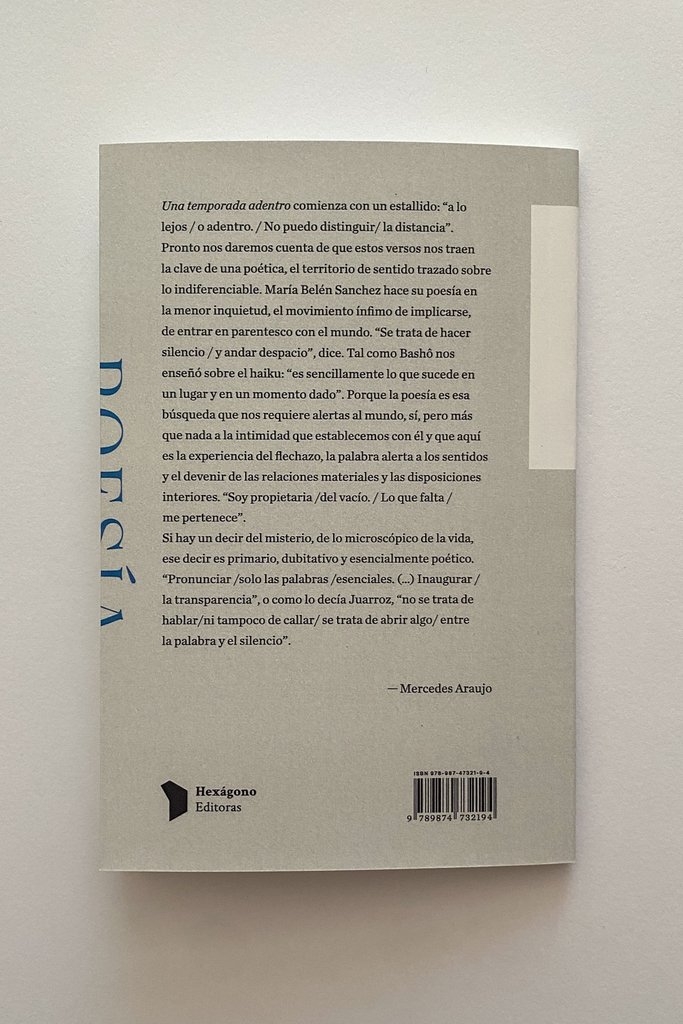 Una temporada adentro comienza con un estallido: “a lo
lejos / o adentro. / No puedo distinguir/ la distancia”.
Pronto nos daremos cuenta de que estos versos nos traen
la clave de una poética, el territorio de sentido trazado sobre
lo indiferenciable. María Belén Sanchez hace su poesía en
la menor inquietud, el movimiento ínfimo de implicarse,
de entrar en parentesco con el mundo. “Se trata de hacer
silencio / y andar despacio”, dice. Tal como Bashô nos
enseñó sobre el haiku: “es sencillamente lo que sucede en
un lugar y en un momento dado”. Porque la poesía es esa
búsqueda que nos requiere alertas al mundo, sí, pero más
que nada a la intimidad que establecemos con él y que aquí
es la experiencia del flechazo, la palabra alerta a los sentidos
y el devenir de las relaciones materiales y las disposiciones
interiores. “Soy propietaria /del vacío. / Lo que falta /
me pertenece”.
Si hay un decir del misterio, de lo microscópico de la vida,
ese decir es primario, dubitativo y esencialmente poético.
“Pronunciar /solo las palabras /esenciales. (...) Inaugurar /
la transparencia”, o como lo decía Juarroz, “no se trata de
hablar/ni tampoco de callar/ se trata de abrir algo/ entre
la palabra y el silencio”.
— Mercedes Araujo
POESÍA
Hexágono
Editoras
ISBN 978-987-47321-9-4
9 789874 732194